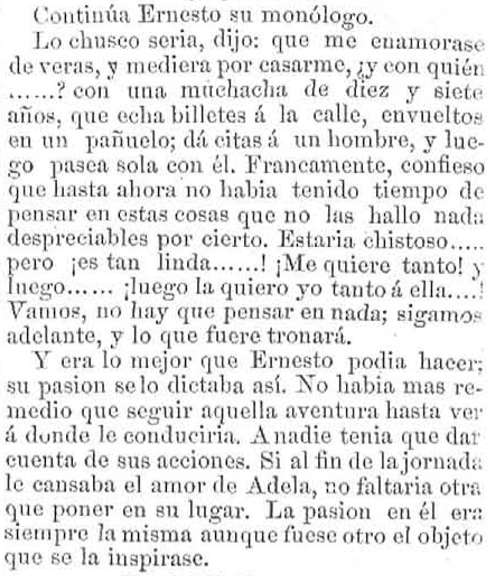 Continúa Ernesto su monólogo.
Lo chusco seria, dijo: que me enamorase
de veras, y mediera por casarme, ¿y con quién
......? con una muchacha de diez y siete
años, que echa billetes á la calle, envueltos
en un pañuelo; dá citas á un hombre, y lue-
go pasea sola con él. Francamente, confieso
que hasta ahora no habia tenido tiempo de
pensar en estas cosas que no las hallo nada
despreciables por cierto. Estaria chistoso.....
pero ¡es tan linda......! ¡Me quiere tanto! y
luego...... ¡luego la quiero yo tanto á ella....!
Vamos, no hay que pensar en nada; sigamos
adelante, y lo que fuere tronará.
Y era lo mejor que Ernesto podia hacer;
su pasion se lo dictaba así. No habia mas re-
medio que seguir aquella aventura hasta ver
á donde le conduciria. A nadie tenia que dar
cuenta de sus acciones. Si al fin de la jornada
le cansaba el amor de Adela, no faltaria otra
que poner en su lugar. La pasion en él era
siempre la misma aunque fuese otro el objeto
que se la inspirase.